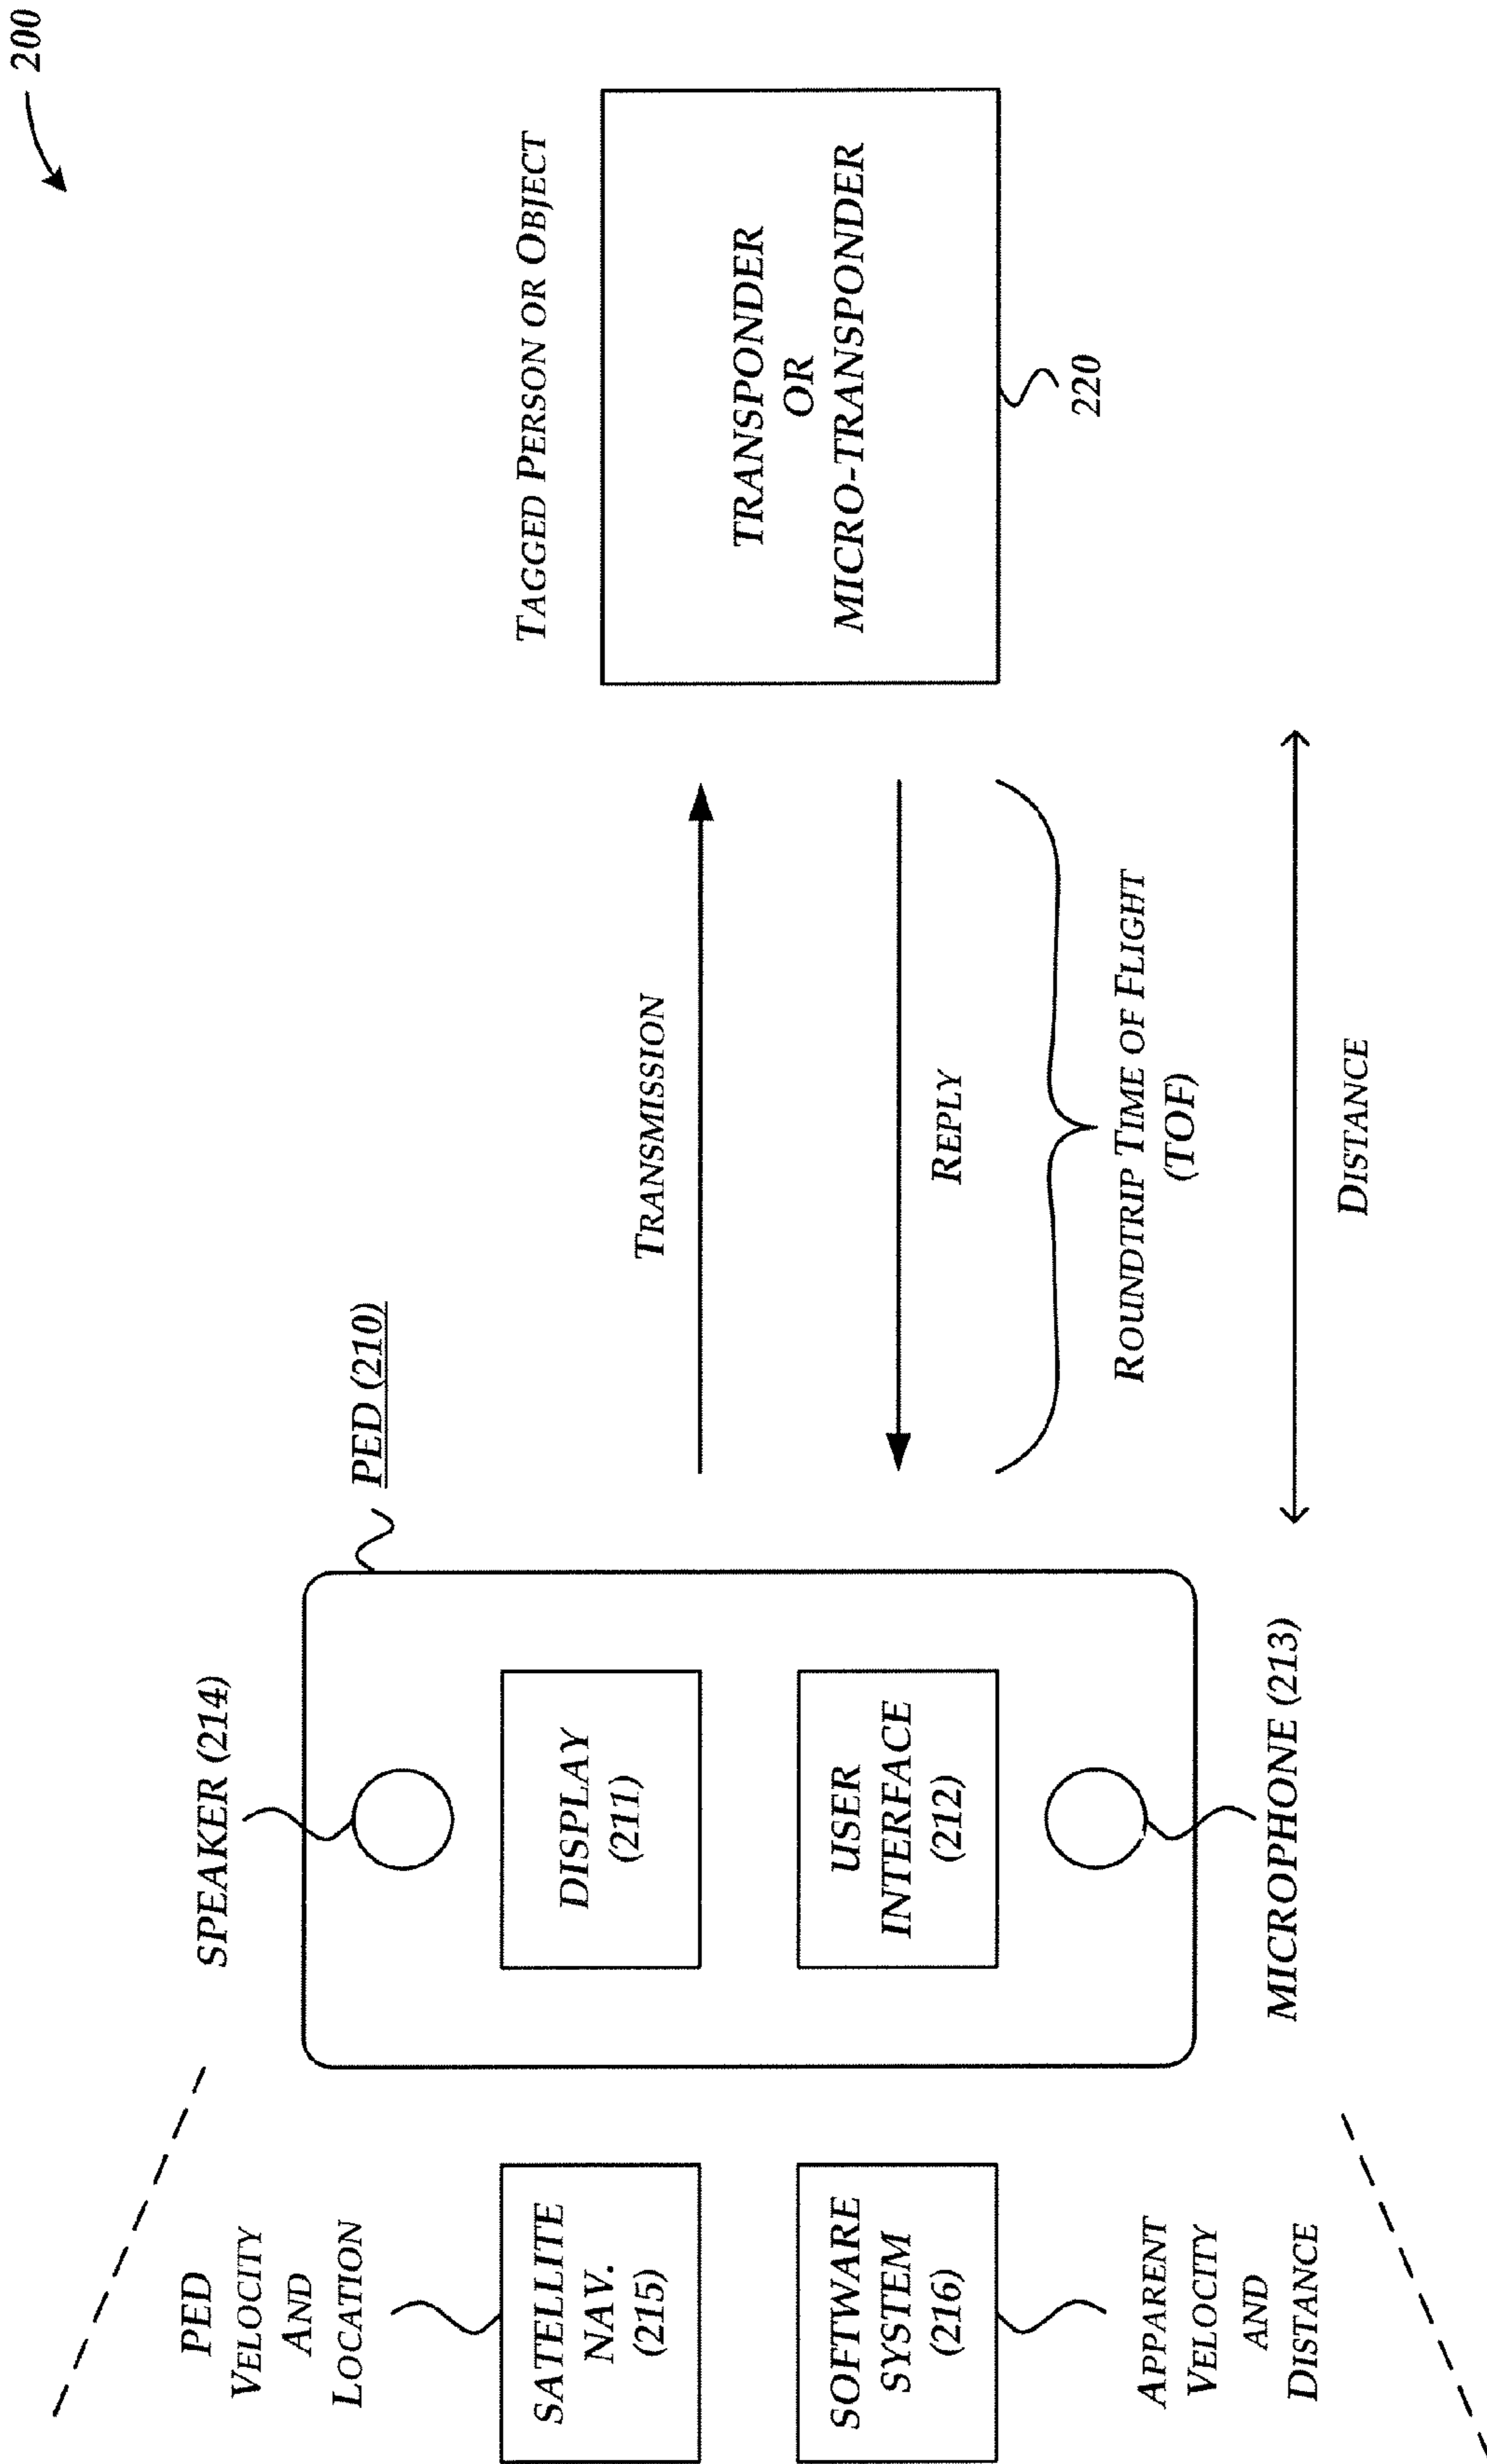 200
PED
VELOCITY
AND
LOCATION
SATELLITE
NAV.
(215)
SOFTWARE
SYSTEM
(216)
APPARENT
VELOCITY
AND
DISTANCE
SPEAKER (214)
PED (210)
DISPLAY
(211)
USER
INTERFACE
(212)
MICROPHONE (213)
TRANSMISSION
REPLY
ROUNDTRIP TIME OF FLIGHT
(TOF)
DISTANCE
TAGGED PERSON OR OBJECT
TRANSPONDER
OR
MICRO-TRANSPONDER
220